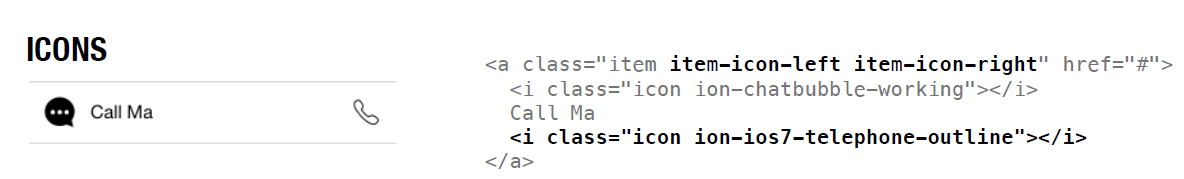 ICONS
Call Ma
<a class="item item-icon-left item-icon-right" href="#">
  <i class="icon ion-chatbubble-working"></i>
  Call Ma
  <i class="icon ion-ios7-telephone-outline"></i>
</a>